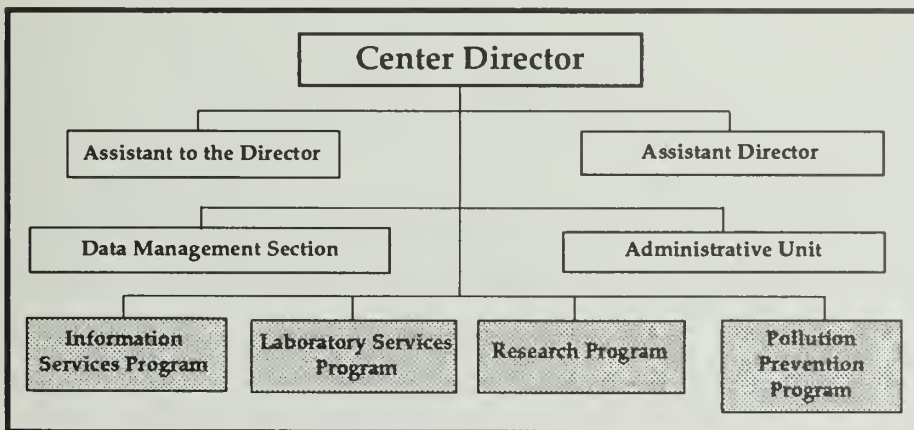 Center Director
Assistant to the Director
Assistant Director
Data Management Section
Administrative Unit
Information
Services Program
Laboratory Services
Program
Research Program
Pollution
Prevention
Program